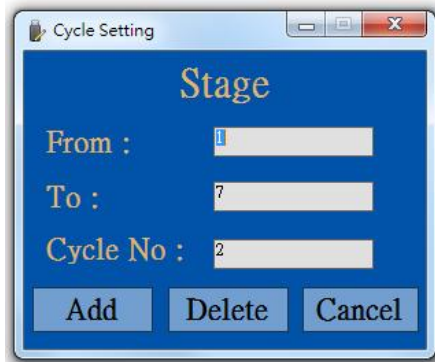 Cycle Setting
Stage
From : 1
To : 7
Cycle No : 2
Add Delete Cancel